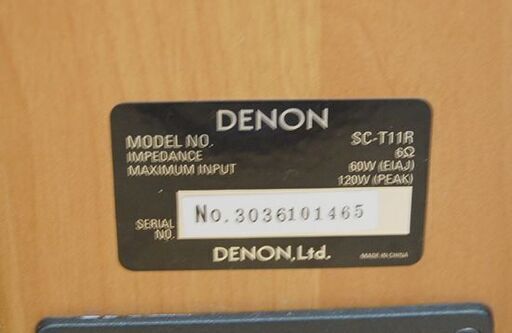 DENON
MODEL NO. SC-T11R
IMPEDANCE 6Ω
MAXIMUM INPUT 60W (EIAJ)
120W (PEAK)
SERIAL NO. No. 3036101465
DENON, Ltd. MADE IN CHINA